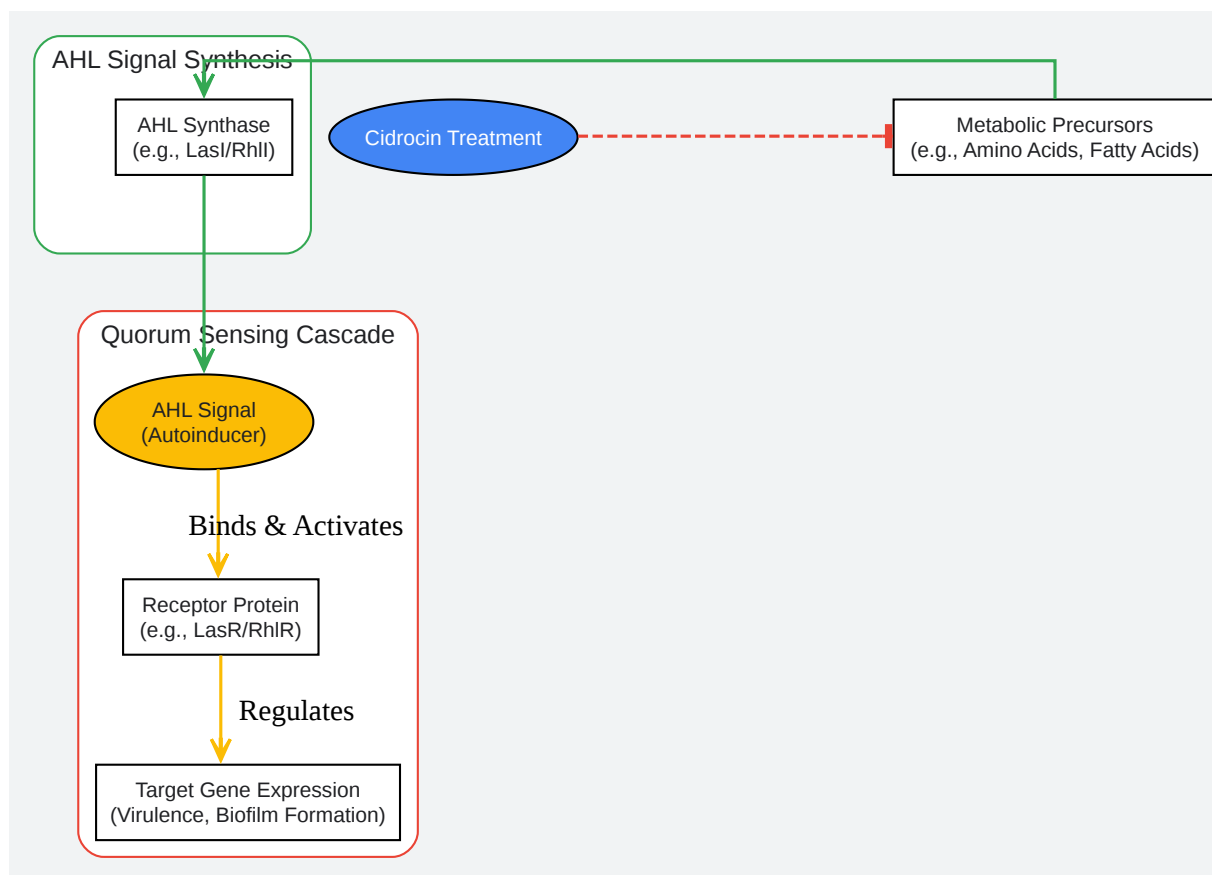 AHL Signal Synthesis
AHL Synthase
(e.g., LasI/RhlI)
Cidrocin Treatment
Metabolic Precursors
(e.g., Amino Acids, Fatty Acids)
Quorum Sensing Cascade
AHL Signal
(Autoinducer)
Binds & Activates
Receptor Protein
(e.g., LasR/RhlR)
Regulates
Target Gene Expression
(Virulence, Biofilm Formation)